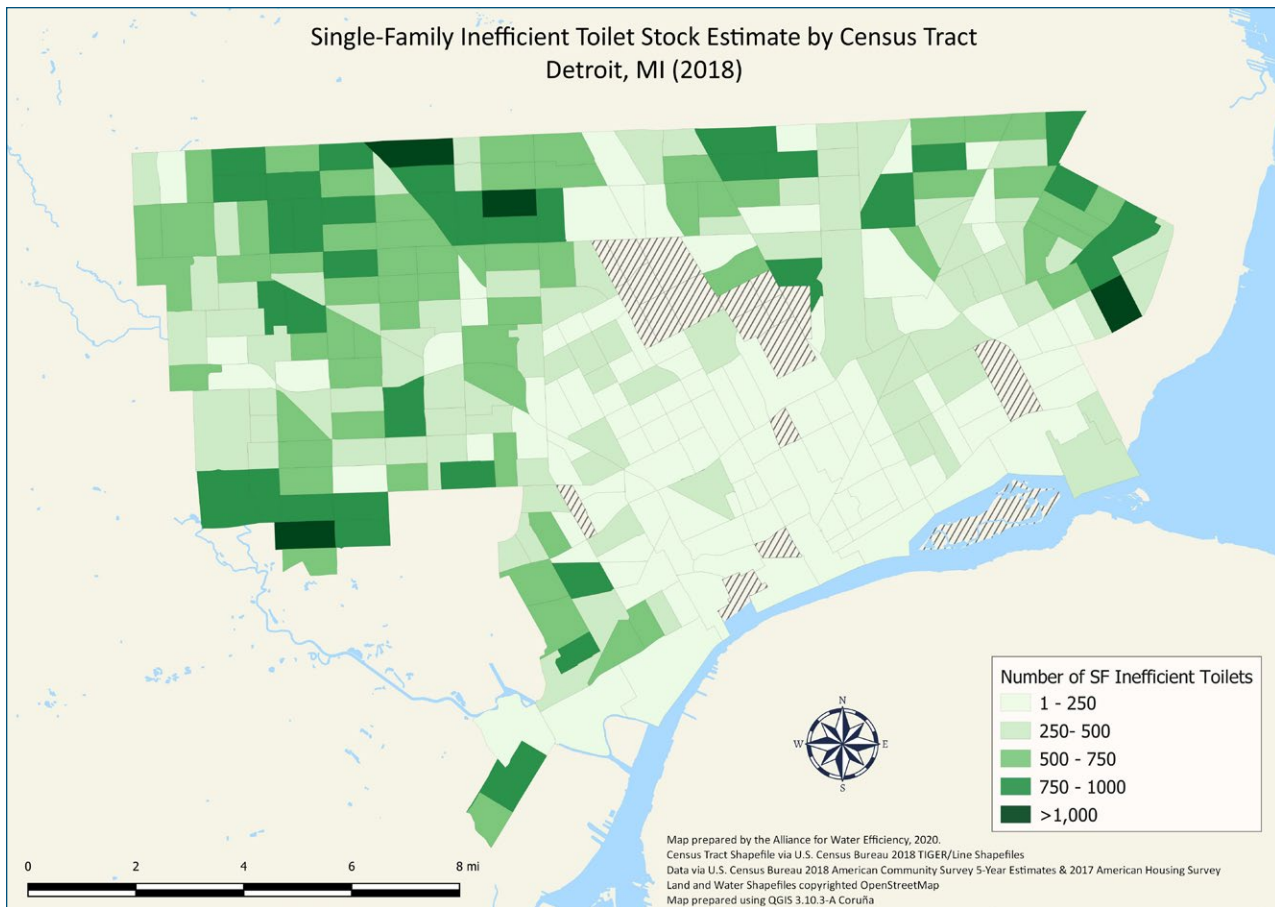 Single-Family Inefficient Toilet Stock Estimate by Census Tract
Detroit, MI (2018)
Number of SF Inefficient Toilets
1 - 250
250- 500
500 - 750
750 - 1000
>1,000
N
W
E
S
0 2 4 6 8 mi
Map prepared by the Alliance for Water Efficiency, 2020.
Census Tract Shapefile via U.S. Census Bureau 2018 TIGER/Line Shapefiles
Data via U.S. Census Bureau 2018 American Community Survey 5-Year Estimates & 2017 American Housing Survey
Land and Water Shapefiles copyrighted OpenStreetMap
Map prepared using QGIS 3.10.3-A Coruña